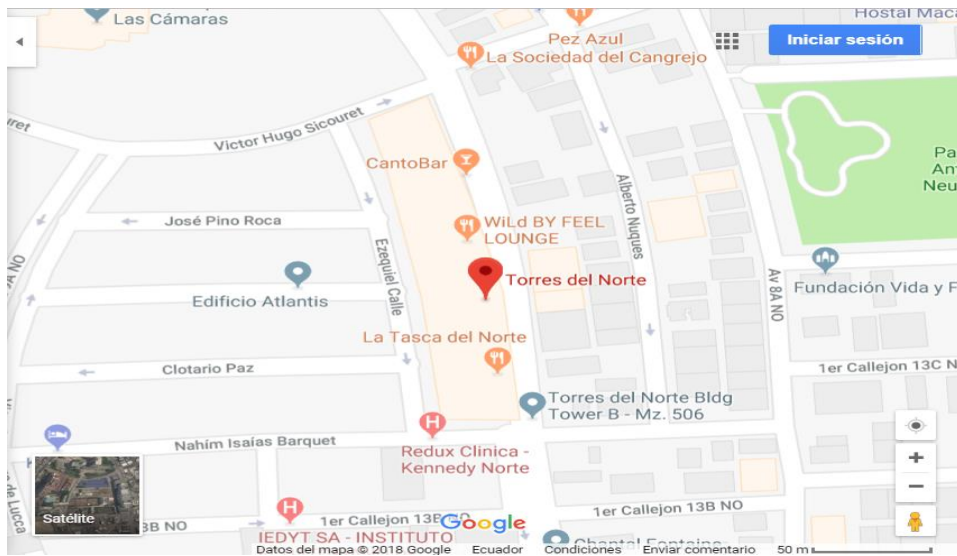 Las Cámaras
Hostal Maca
Pez Azul
Iniciar sesión
La Sociedad del Cangrejo
Victor Hugo Sicouret
CantoBar
Alberto Nuques
José Pino Roca
WiLd BY FEEL
LOUNGE
Ezequiel Calle
Torres del Norte
Edificio Atlantis
Av 8A NO
Fundación Vida y F
La Tasca del Norte
Clotario Paz
1er Callejon 13C N
Torres del Norte Bldg
Tower B - Mz. 506
Nahím Isaías Barquet
Redux Clinica -
Kennedy Norte
Satélite
3B NO
1er Callejon 13B NO
Google
1er Callejon 13B NO
IEDYT SA - INSTITUTO
Chantal Fontaine
Datos del mapa © 2018 Google Ecuador Condiciones Enviar comentario 50 m